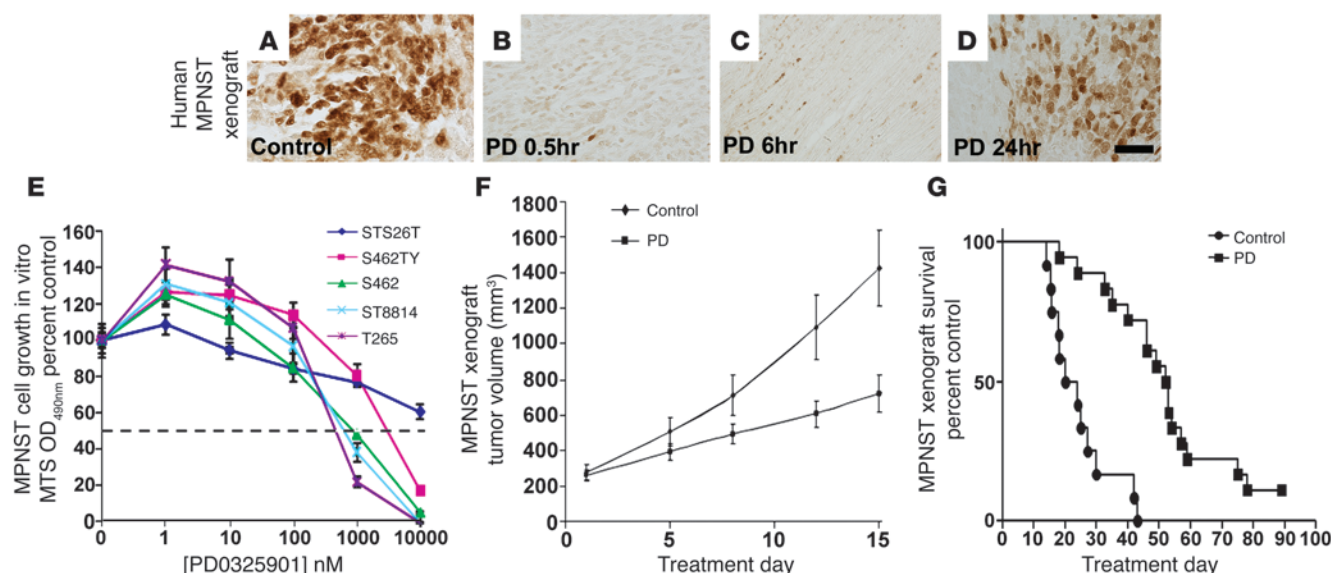 Human
MPNST
xenograft
A
Control
B
PD 0.5hr
C
PD 6hr
D
PD 24hr
E
MPNST cell growth in vitro
MTS OD490nm percent control
160
140
120
100
80
60
40
20
0
0
1
10
100
1000
10000
[PD0325901] nM
STS26T
S462TY
S462
ST8814
T265
F
MPNST xenograft
tumor volume (mm³)
1800
1600
1400
1200
1000
800
600
400
200
0
0
5
10
15
Treatment day
Control
PD
G
MPNST xenograft survival
percent control
100
50
0
0
10
20
30
40
50
60
70
80
90
100
Treatment day
Control
PD